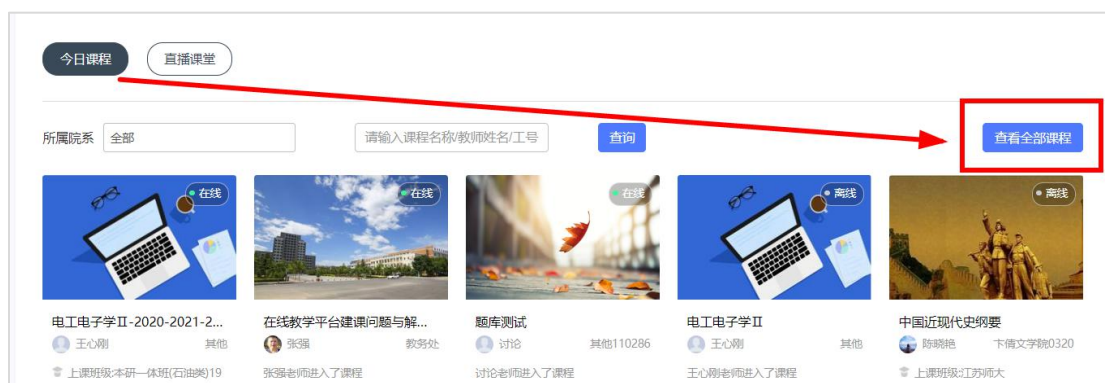 今日课程 直播课堂
所属院系 全部 请输入课程名称/教师姓名/工号 查询 查看全部课程
在线 在线 在线 离线 离线
电工电子学II-2020-2021-2... 在线教学平台建课问题与解... 题库测试 电工电子学II 中国近现代史纲要
王心刚 其他 张强 教务处 讨论 其他110286 王心刚 其他 陈晓艳 卞倩文学院0320
上课班级:本研一体班(石油类)19 张强老师进入了课程 讨论老师进入了课程 王心刚老师进入了课程 上课班级:江苏师大